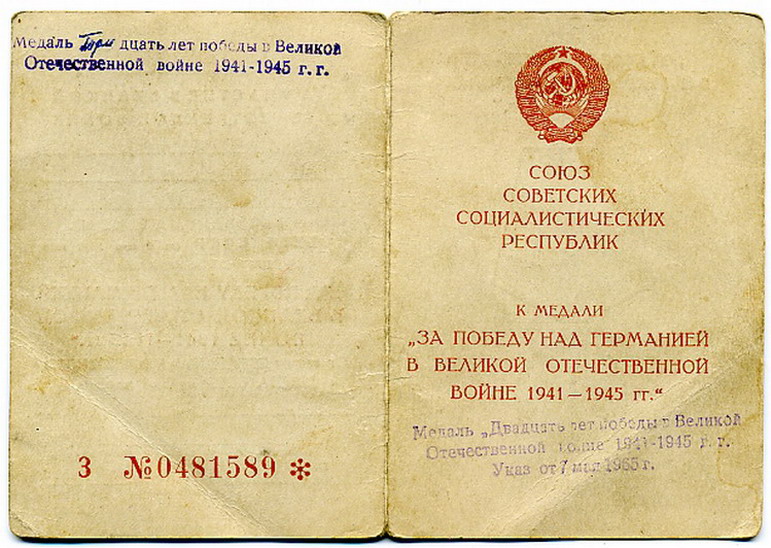 Медаль Три дцать лет победы в Великой
Отечественной войне 1941-1945 г. г.
З №0481589 *
СОЮЗ
СОВЕТСКИХ
СОЦИАЛИСТИЧЕСКИХ
РЕСПУБЛИК
К МЕДАЛИ
„ЗА ПОБЕДУ НАД ГЕРМАНИЕЙ
В ВЕЛИКОЙ ОТЕЧЕСТВЕННОЙ
ВОЙНЕ 1941—1945 гг.“
Медаль „Двадцать лет победы в Великой
Отечественной войне 1941-1945 г. г.
Указ от 7 мая 1965 г.